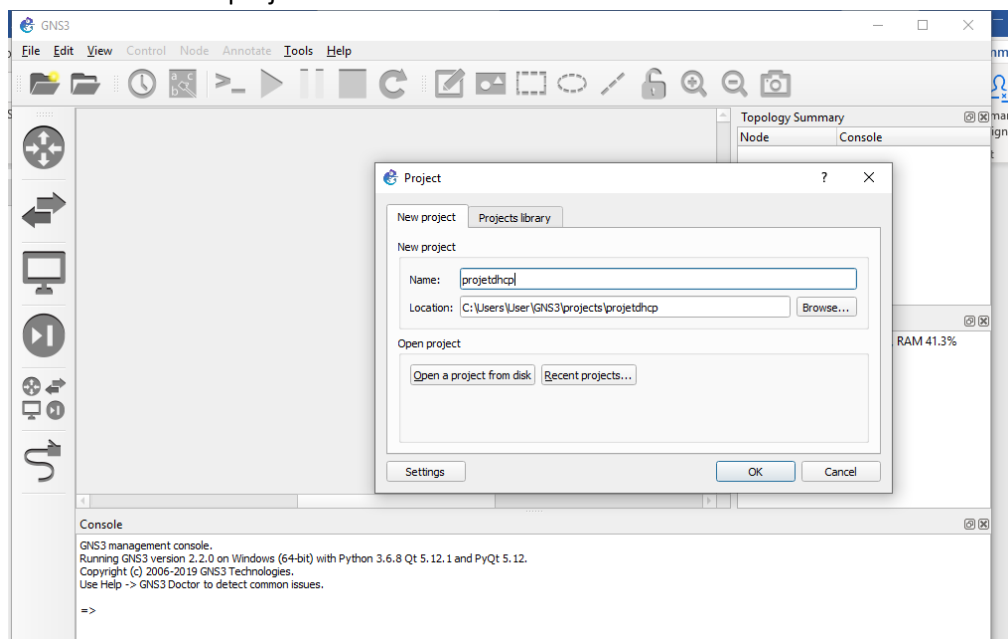 GNS3
File Edit View Control Node Annotate Tools Help
Topology Summary
Node Console
Project
? 
New project Projects library
New project
Name: projetdhcp
Location: C:\Users\User\GNS3\projects\projetdhcp Browse...
RAM 41.3%
Open project
Open a project from disk Recent projects...
Settings OK Cancel
Console
GNS3 management console.
Running GNS3 version 2.2.0 on Windows (64-bit) with Python 3.6.8 Qt 5.12.1 and PyQt 5.12.
Copyright (c) 2006-2019 GNS3 Technologies.
Use Help -> GNS3 Doctor to detect common issues.
=>